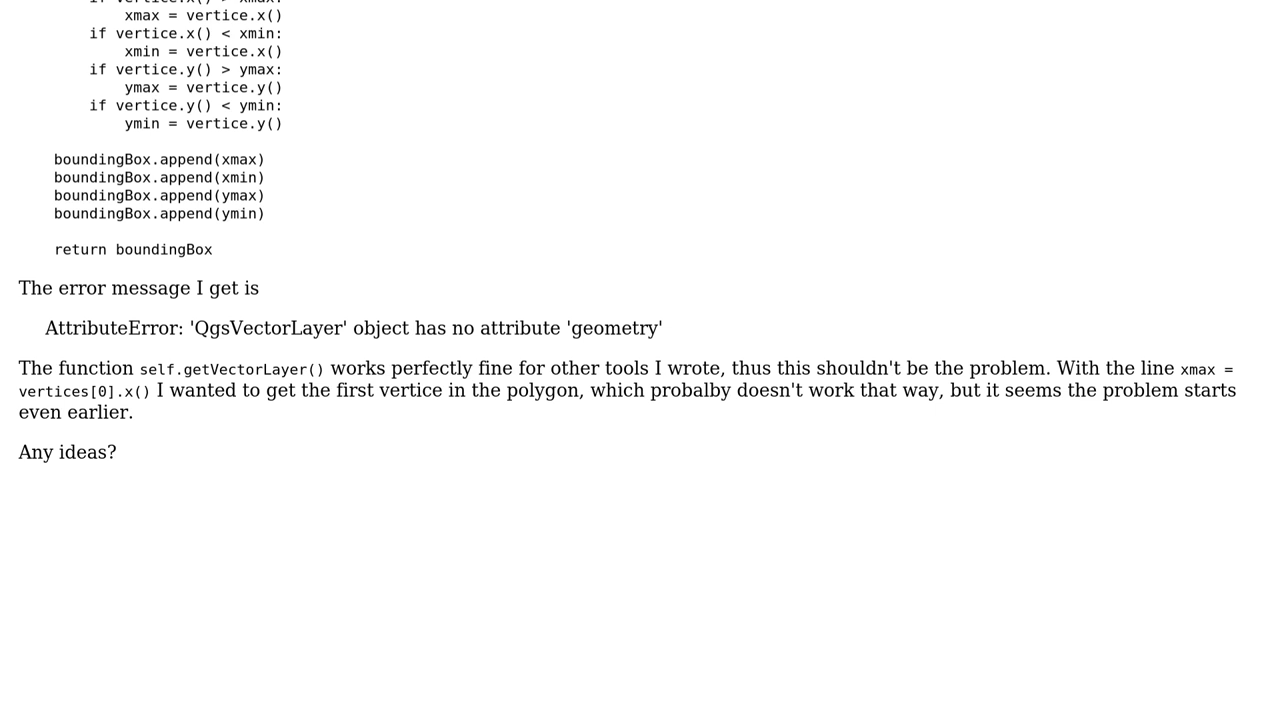 xmax = vertice.x()
if vertice.x() < xmin:
xmin = vertice.x()
if vertice.y() > ymax:
ymax = vertice.y()
if vertice.y() < ymin:
ymin = vertice.y()
boundingBox.append(xmax)
boundingBox.append(xmin)
boundingBox.append(ymax)
boundingBox.append(ymin)
return boundingBox
The error message I get is
AttributeError: 'QgsVectorLayer' object has no attribute 'geometry'
The function self.getVectorLayer() works perfectly fine for other tools I wrote, thus this shouldn't be the problem. With the line xmax =
vertices[0].x() I wanted to get the first vertice in the polygon, which probalby doesn't work that way, but it seems the problem starts
even earlier.
Any ideas?